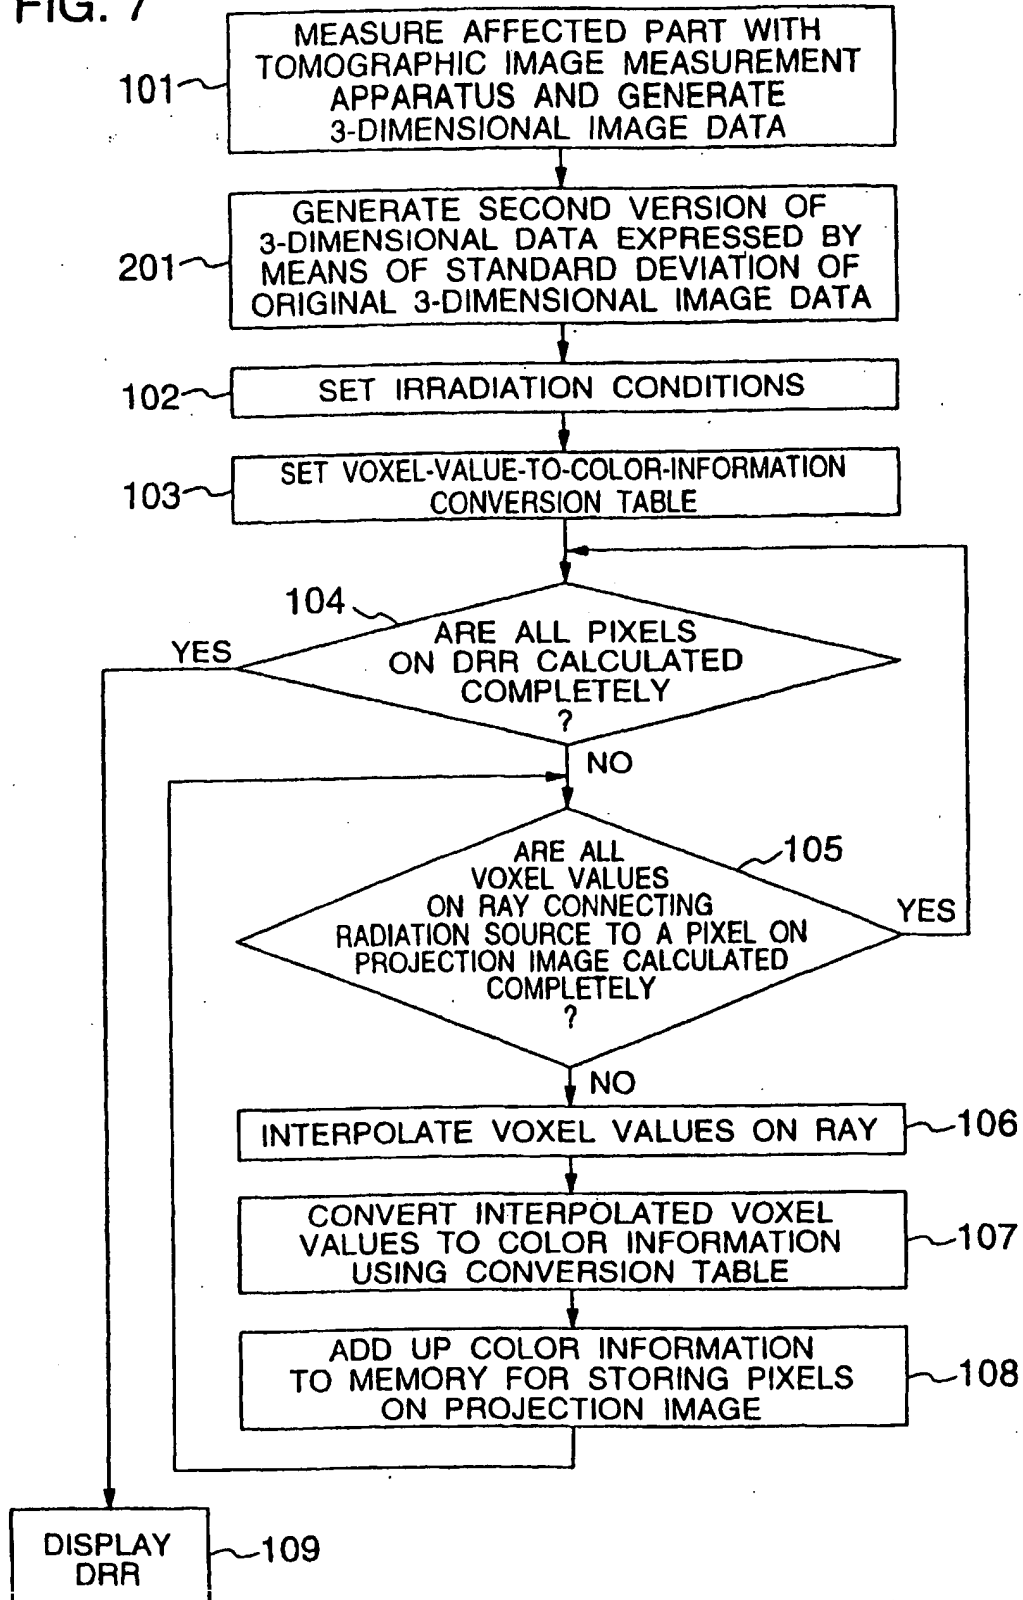 FIG. 7
MEASURE AFFECTED PART WITH
TOMOGRAPHIC IMAGE MEASUREMENT
APPARATUS AND GENERATE
3-DIMENSIONAL IMAGE DATA
101
GENERATE SECOND VERSION OF
3-DIMENSIONAL DATA EXPRESSED BY
MEANS OF STANDARD DEVIATION OF
ORIGINAL 3-DIMENSIONAL IMAGE DATA
201
SET IRRADIATION CONDITIONS
102
SET VOXEL-VALUE-TO-COLOR-INFORMATION
CONVERSION TABLE
103
104
ARE ALL PIXELS
ON DRR CALCULATED
COMPLETELY
?
YES
NO
ARE ALL
VOXEL VALUES
ON RAY CONNECTING
RADIATION SOURCE TO A PIXEL ON
PROJECTION IMAGE CALCULATED
COMPLETELY
?
105
YES
NO
INTERPOLATE VOXEL VALUES ON RAY
106
CONVERT INTERPOLATED VOXEL
VALUES TO COLOR INFORMATION
USING CONVERSION TABLE
107
ADD UP COLOR INFORMATION
TO MEMORY FOR STORING PIXELS
ON PROJECTION IMAGE
108
DISPLAY
DRR
109